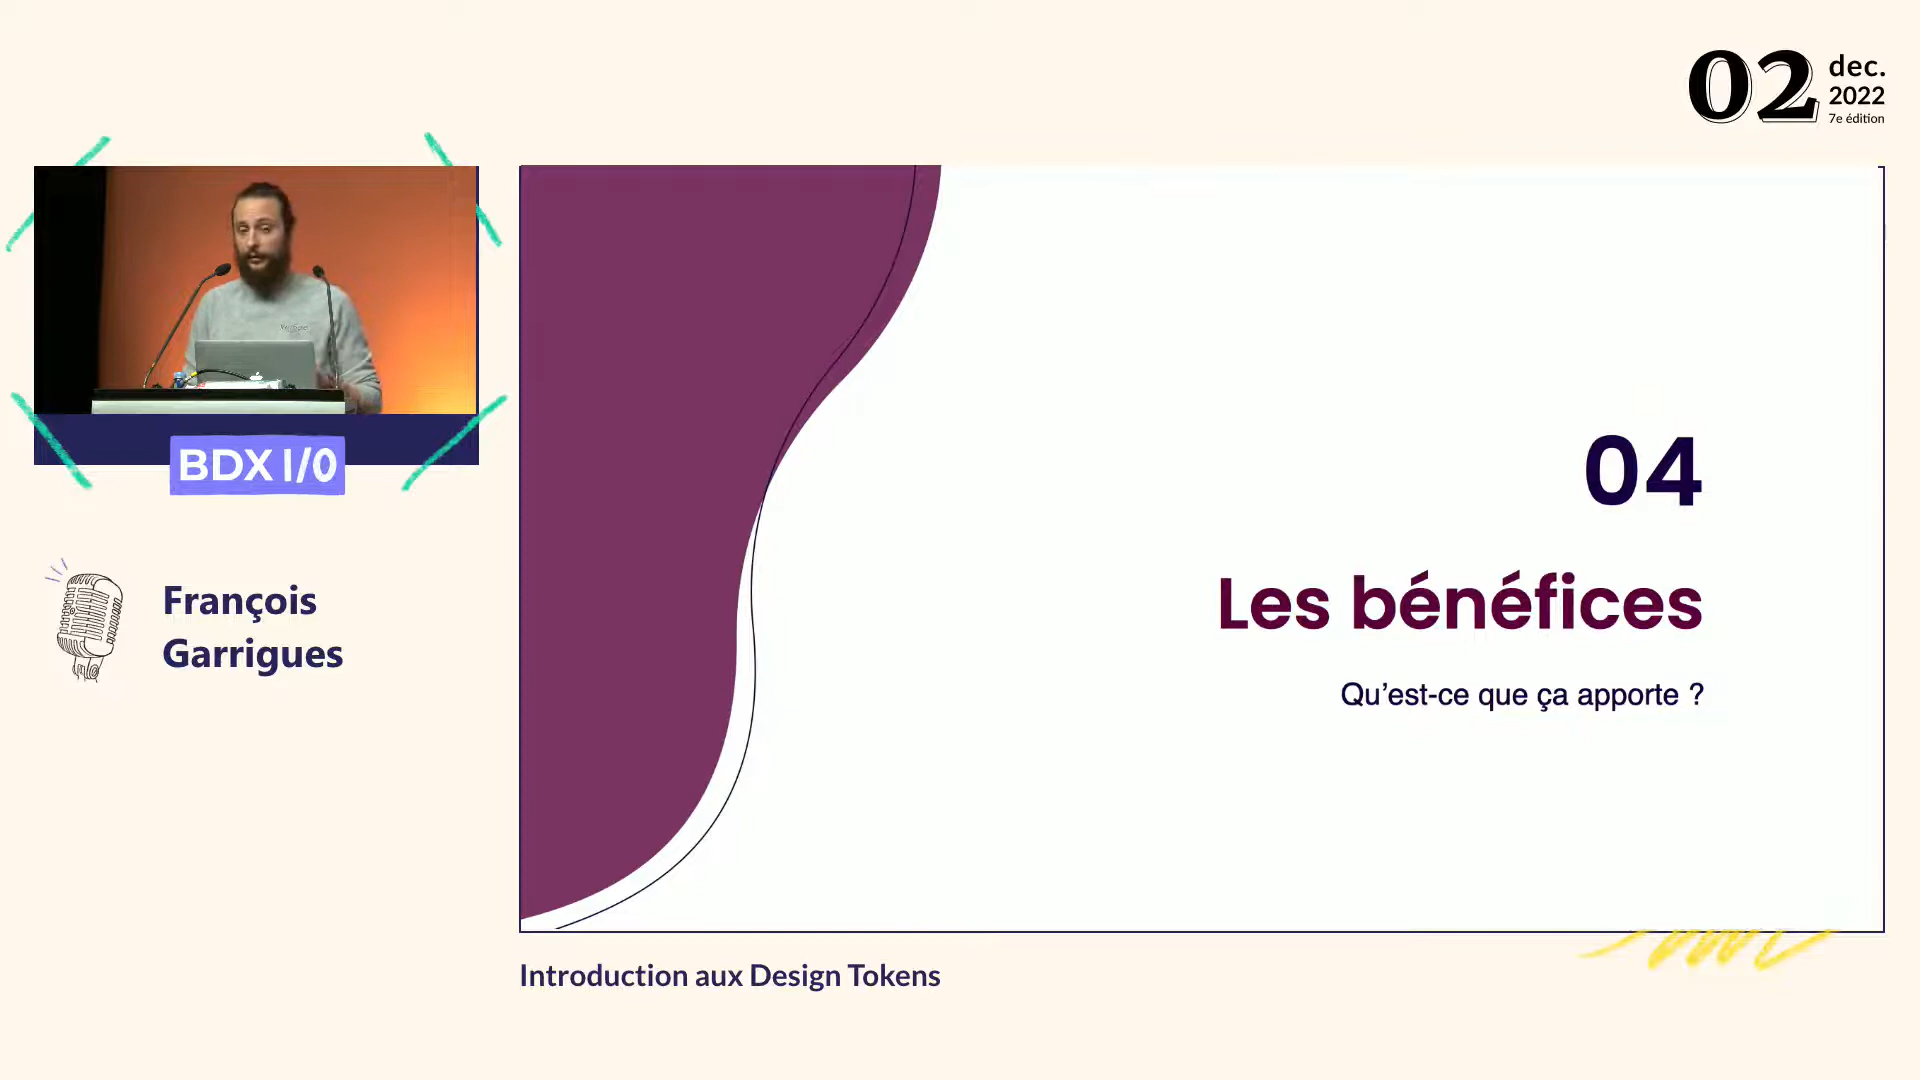 02
dec.
2022
7e édition
BDX I/O
François
Garrigues
04
Les bénéfices
Qu’est-ce que ça apporte ?
Introduction aux Design Tokens